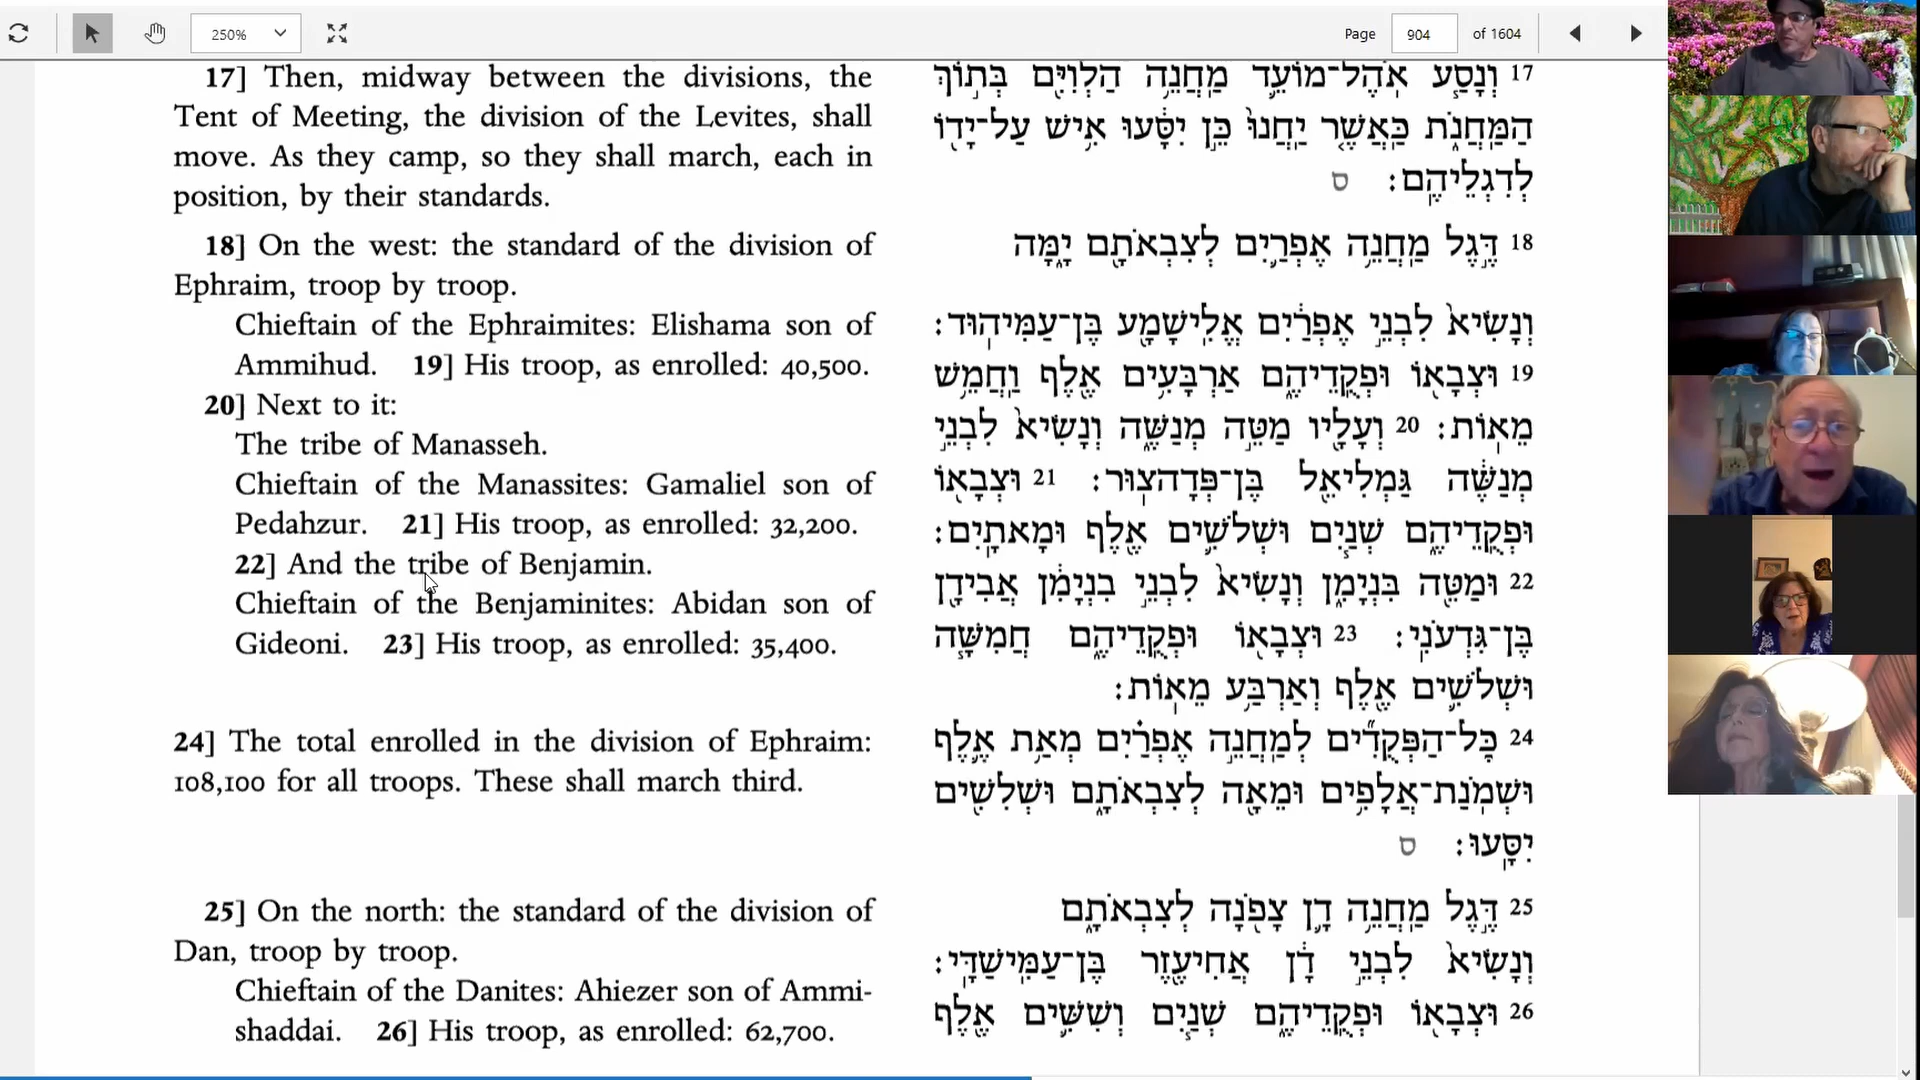 250%
Page 904 of 1604
17] Then, midway between the divisions, the
Tent of Meeting, the division of the Levites, shall
move. As they camp, so they shall march, each in
position, by their standards.
18] On the west: the standard of the division of
Ephraim, troop by troop.
Chieftain of the Ephraimites: Elishama son of
Ammihud. 19] His troop, as enrolled: 40,500.
20] Next to it:
The tribe of Manasseh.
Chieftain of the Manassites: Gamaliel son of
Pedahzur. 21] His troop, as enrolled: 32,200.
22] And the tribe of Benjamin.
Chieftain of the Benjaminites: Abidan son of
Gideoni. 23] His troop, as enrolled: 35,400.
24] The total enrolled in the division of Ephraim:
108,100 for all troops. These shall march third.
25] On the north: the standard of the division of
Dan, troop by troop.
Chieftain of the Danites: Ahiezer son of Ammi-
shaddai. 26] His troop, as enrolled: 62,700.
17 וְנָסַ֧ע אֹֽהֶל־מוֹעֵ֛ד מַחֲנֵ֥ה הַלְוִיִּ֖ם בְּת֣וֹךְ
הַֽמַּחֲנֹ֑ת כַּאֲשֶׁ֤ר יַחֲנוּ֙ כֵּ֣ן יִסָּ֔עוּ אִ֥ישׁ עַל־יָד֖וֹ
לְדִגְלֵיהֶֽם׃ ס
18 דֶּ֣גֶל מַחֲנֵ֥ה אֶפְרַ֛יִם לְצִבְאֹתָ֖ם יָ֑מָּה
וְנָשִׂיא֙ לִבְנֵ֣י אֶפְרַ֔יִם אֱלִישָׁמָ֖ע בֶּן־עַמִּיהֽוּד׃
19 וּצְבָא֖וֹ וּפְקֻדֵיהֶ֑ם אַרְבָּעִ֥ים אֶ֖לֶף וַחֲמֵ֥שׁ
מֵאֽוֹת׃ 20 וְעָלָ֖יו מַטֵּ֣ה מְנַשֶּׁ֑ה וְנָשִׂיא֙ לִבְנֵ֣י
מְנַשֶּׁ֔ה גַּמְלִיאֵ֖ל בֶּן־פְּדָהצֽוּר׃ 21 וּצְבָא֖וֹ
וּפְקֻדֵיהֶ֑ם שְׁנַ֧יִם וּשְׁלֹשִׁ֛ים אֶ֖לֶף וּמָאתָֽיִם׃
22 וּמַטֵּ֖ה בִּנְיָמִ֑ן וְנָשִׂיא֙ לִבְנֵ֣י בִנְיָמִ֔ן אֲבִידָ֖ן
בֶּן־גִּדְעֹנִֽי׃ 23 וּצְבָא֖וֹ וּפְקֻדֵיהֶ֑ם חֲמִשָּׁ֧ה
וּשְׁלֹשִׁ֛ים אֶ֖לֶף וְאַרְבַּ֥ע מֵאֽוֹת׃
24 כׇּֽל־הַפְּקֻדִ֞ים לְמַחֲנֵ֣ה אֶפְרַ֗יִם מְאַ֥ת אֶ֛לֶף
וּשְׁמֹֽנַת־אֲלָפִ֥ים וּמֵאָ֖ה לְצִבְאֹתָ֑ם וּשְׁלִשִׁ֖ים
יִסָּֽעוּ׃ ס
25 דֶּ֣גֶל מַחֲנֵ֥ה דָ֛ן צָפֹ֖נָה לְצִבְאֹתָ֑ם
וְנָשִׂיא֙ לִבְנֵ֣י דָ֔ן אֲחִיעֶ֖זֶר בֶּן־עַמִּֽישַׁדָּֽי׃
26 וּצְבָא֖וֹ וּפְקֻדֵיהֶ֑ם שְׁנַ֧יִם וְשִׁשִּׁ֛ים אֶ֖לֶף